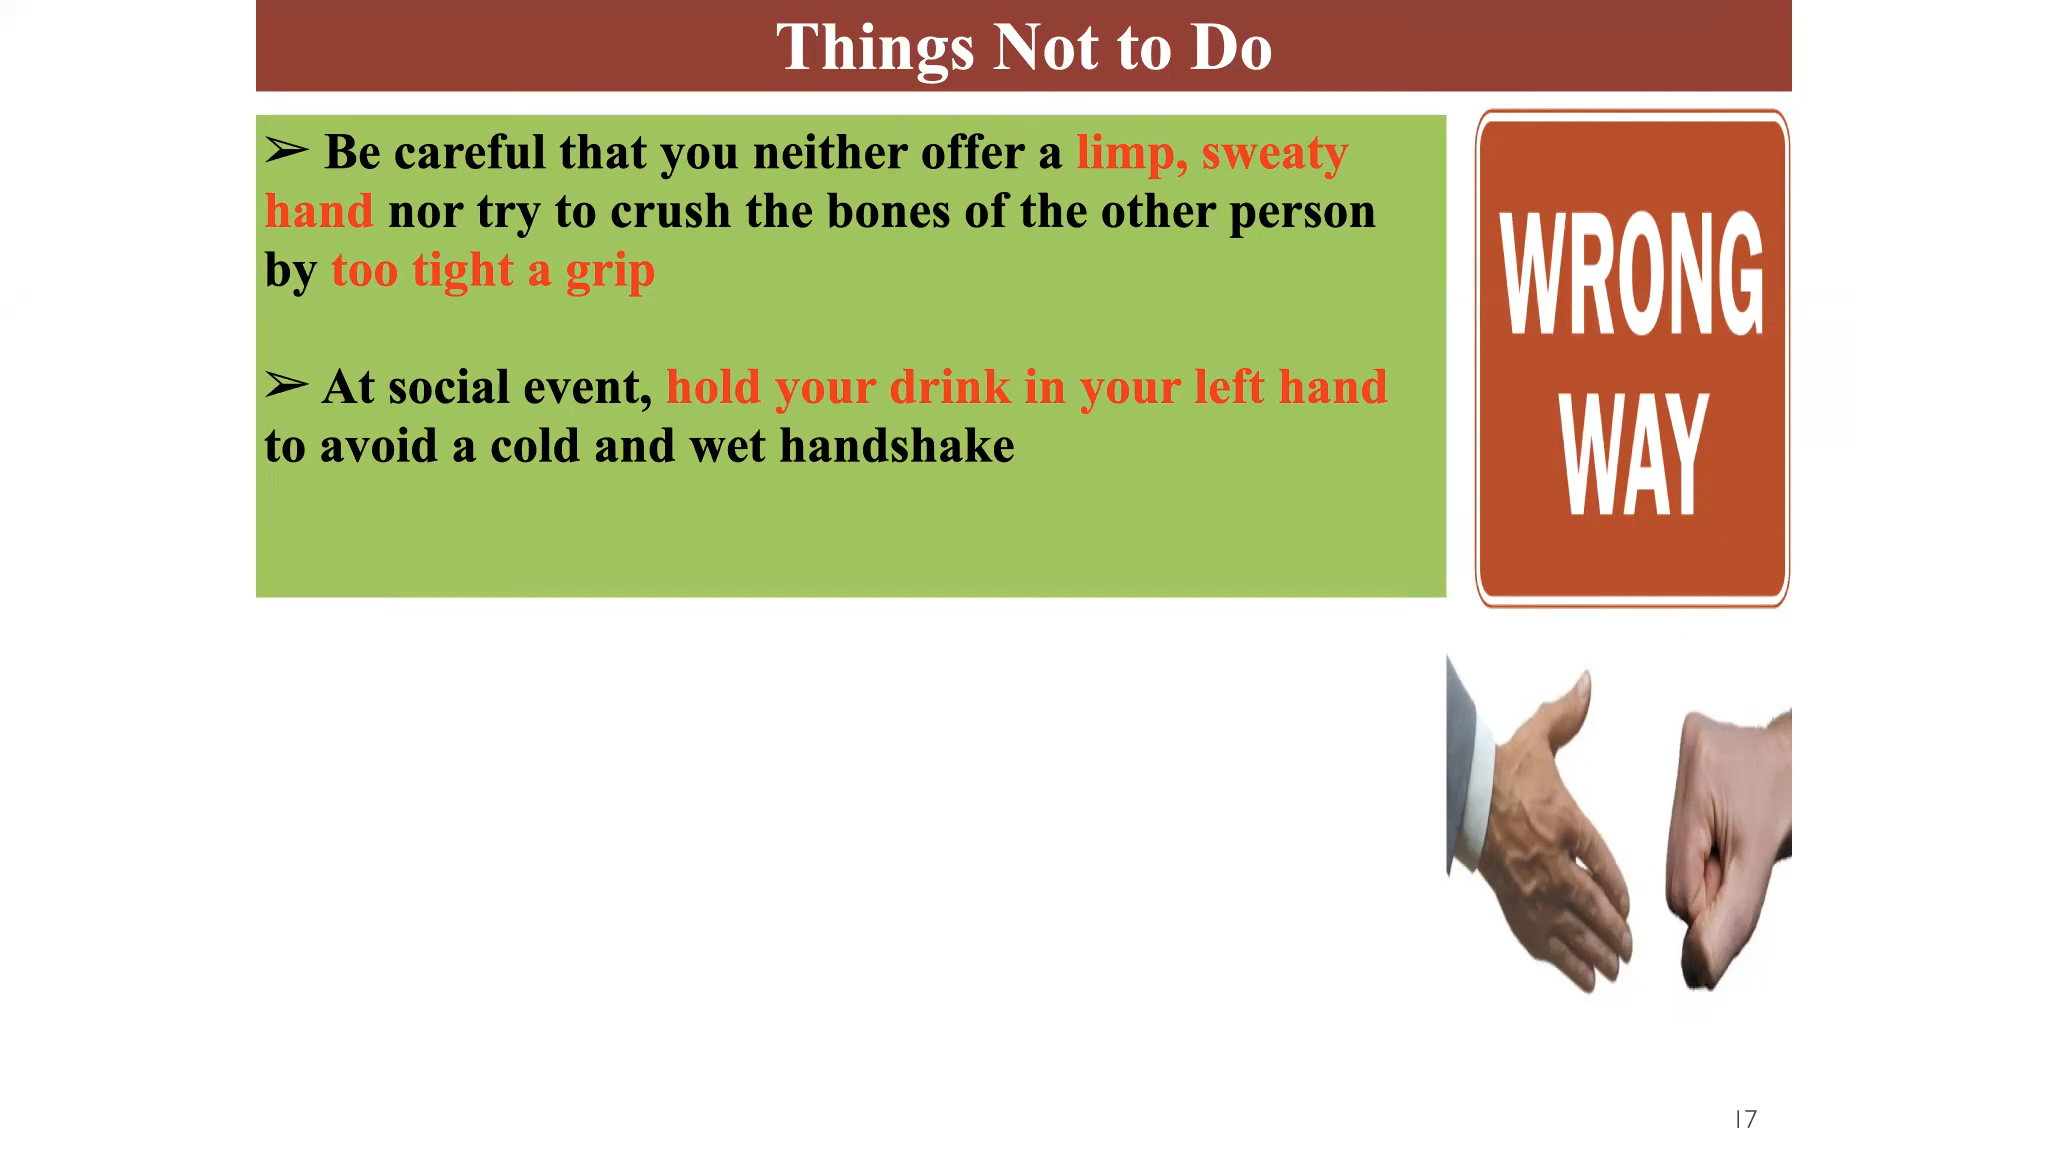 Things Not to Do
➢ Be careful that you neither offer a limp, sweaty
hand nor try to crush the bones of the other person
by too tight a grip
➢ At social event, hold your drink in your left hand
to avoid a cold and wet handshake
WRONG
WAY
17